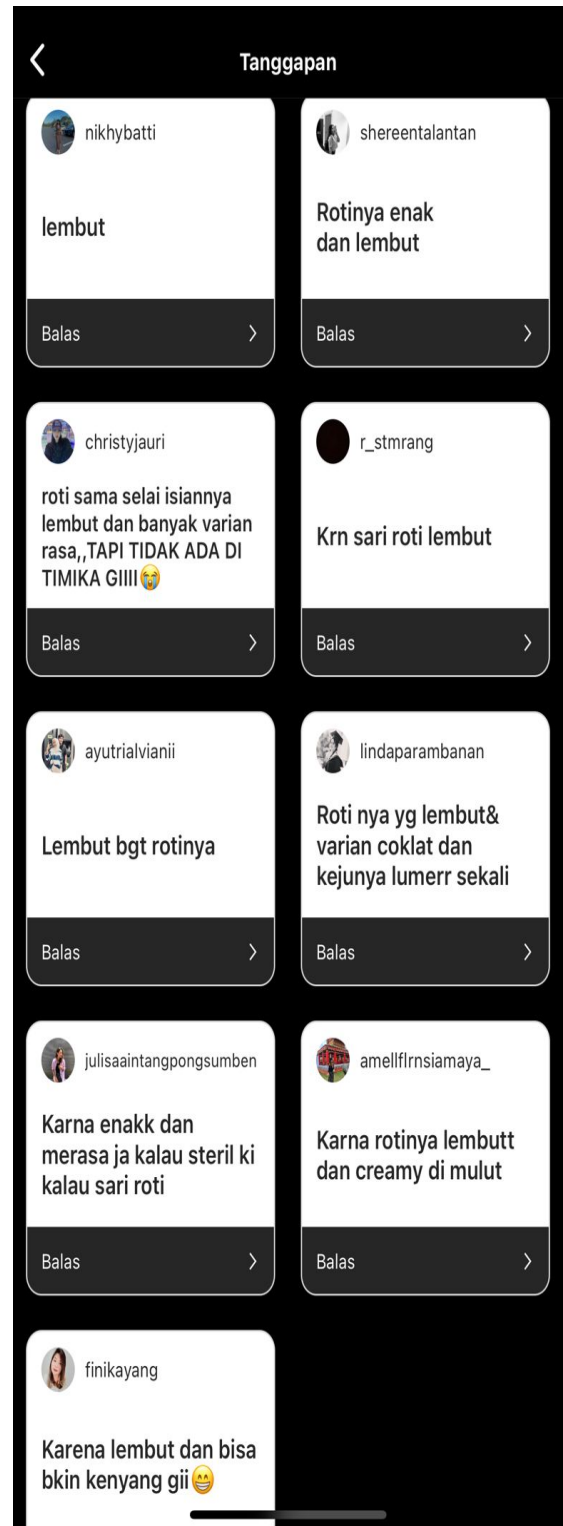 Tanggapan
nikhybatti
lembut
Balas
shereentalantan
Rotinya enak
dan lembut
Balas
christyjauri
roti sama selai isiannya
lembut dan banyak varian
rasa,,TAPI TIDAK ADA DI
TIMIKA GIIII😭
Balas
r_stmrang
Krn sari roti lembut
Balas
ayutrialvianii
Lembut bgt rotinya
Balas
lindaparambanan
Roti nya yg lembut&
varian coklat dan
kejunya lumerr sekali
Balas
julisaaintangpongsumben
Karna enakk dan
merasa ja kalau steril ki
kalau sari roti
Balas
amellflrnsiamaya_
Karna rotinya lembutt
dan creamy di mulut
Balas
finikayang
Karena lembut dan bisa
bkin kenyang gii😁